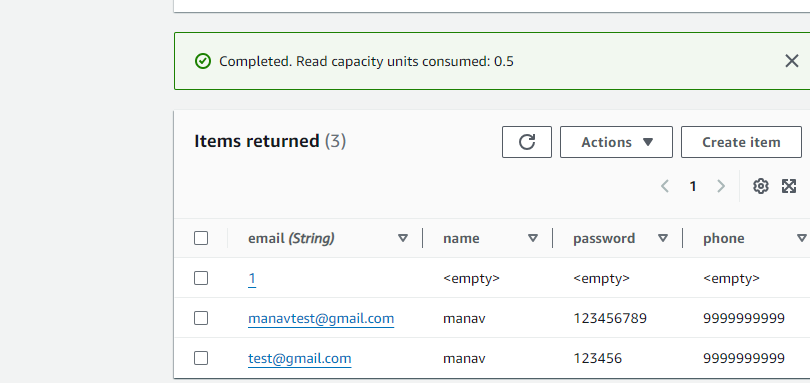 Completed. Read capacity units consumed: 0.5
Items returned (3)
Actions
Create item
1
email (String) name password phone
1 <empty> <empty> <empty>
manavtest@gmail.com manav 123456789 9999999999
test@gmail.com manav 123456 9999999999